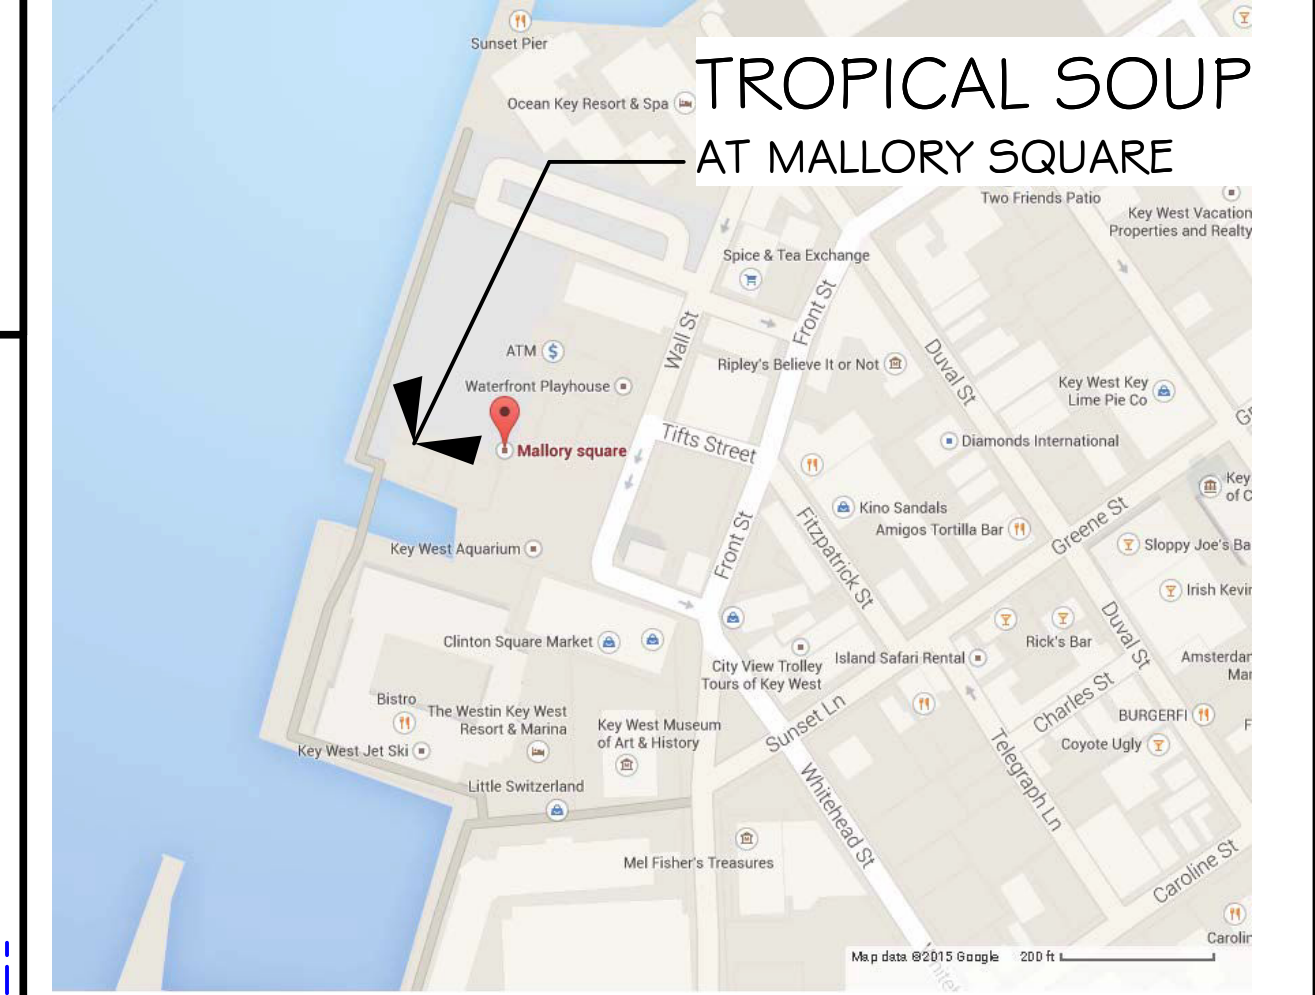 Sunset Pier
TROPICAL SOUP
Ocean Key Resort & Spa
AT MALLORY SQUARE
Two Friends Patio
Key West Vacation
Properties and Realty
Spice & Tea Exchange
Front St
Wall St
ATM
Ripley's Believe It or Not
Duval St
Waterfront Playhouse
Key West Key
Lime Pie Co
Mallory square
Tifts Street
Diamonds International
Key
of C
Kino Sandals
Amigos Tortilla Bar
Greene St
Front St
Fitzpatrick St
Key West Aquarium
Sloppy Joe's Ba
Irish Kevin
Clinton Square Market
Rick's Bar
Duval St
City View Trolley
Tours of Key West
Island Safari Rental
Amsterdam
Mar
Bistro
The Westin Key West
Resort & Marina
Key West Museum
of Art & History
Sunset Ln
Charles St
BURGERFI
F
Key West Jet Ski
Coyote Ugly
Little Switzerland
Telegraph Ln
Whitehead St
Mel Fisher's Treasures
Caroline St
Carolin
Map data ©2015 Google 200 ft